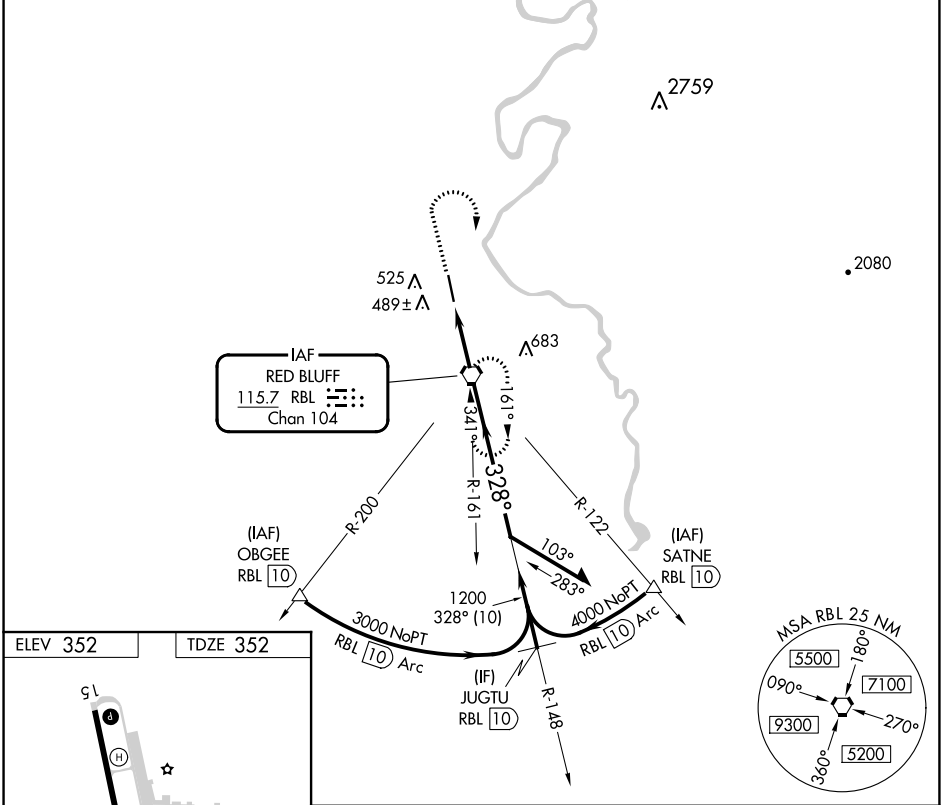 2759
2080
525
489±
683
IAF
RED BLUFF
115.7 RBL
Chan 104
161°
341°
R-161
328°
R-200
R-122
(IAF)
OBGEE
RBL 10
(IAF)
SATNE
RBL 10
103°
283°
1200
328° (10)
3000 NoPT
RBL 10 Arc
4000 NoPT
RBL 10 Arc
(IF)
JUGTU
RBL 10
R-148
ELEV 352
TDZE 352
15
P
H
MSA RBL 25 NM
5500
180°
090°
7100
9300
270°
5200
360°